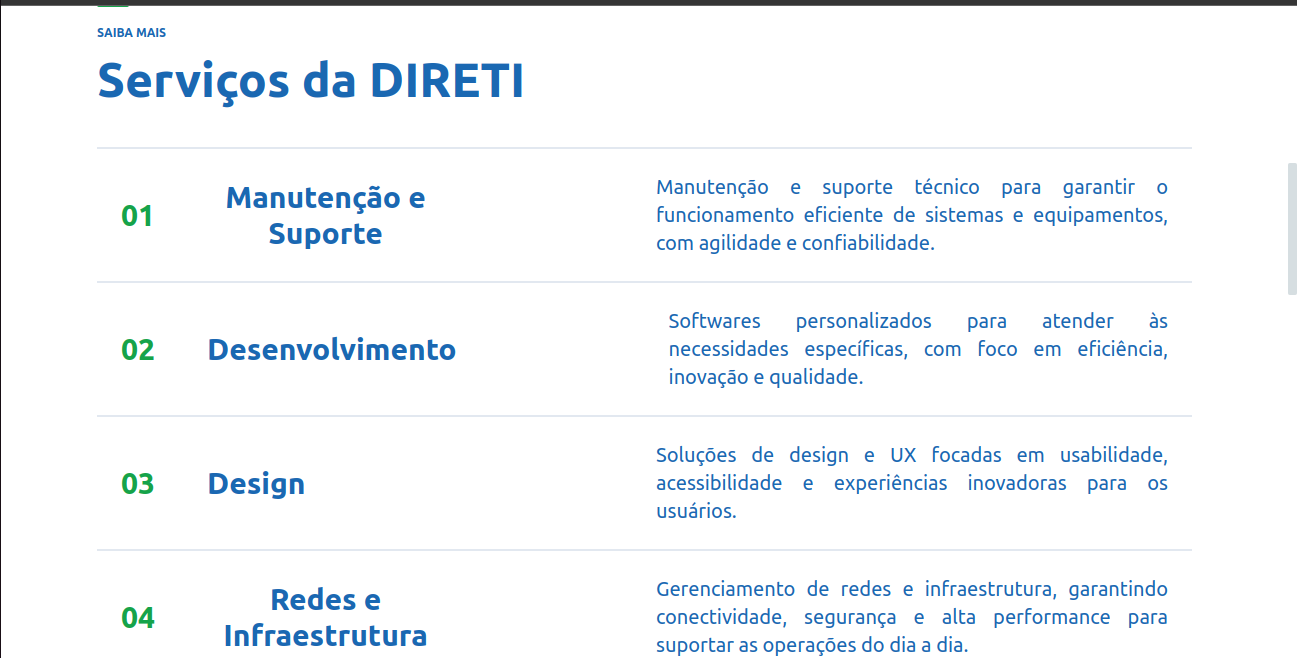 SAIBA MAIS
Serviços da DIRETI
01
Manutenção e
Suporte
Manutenção e suporte técnico para garantir o
funcionamento eficiente de sistemas e equipamentos,
com agilidade e confiabilidade.
02
Desenvolvimento
Softwares personalizados para atender às
necessidades específicas, com foco em eficiência,
inovação e qualidade.
03
Design
Soluções de design e UX focadas em usabilidade,
acessibilidade e experiências inovadoras para os
usuários.
04
Redes e
Infraestrutura
Gerenciamento de redes e infraestrutura, garantindo
conectividade, segurança e alta performance para
suportar as operações do dia a dia.